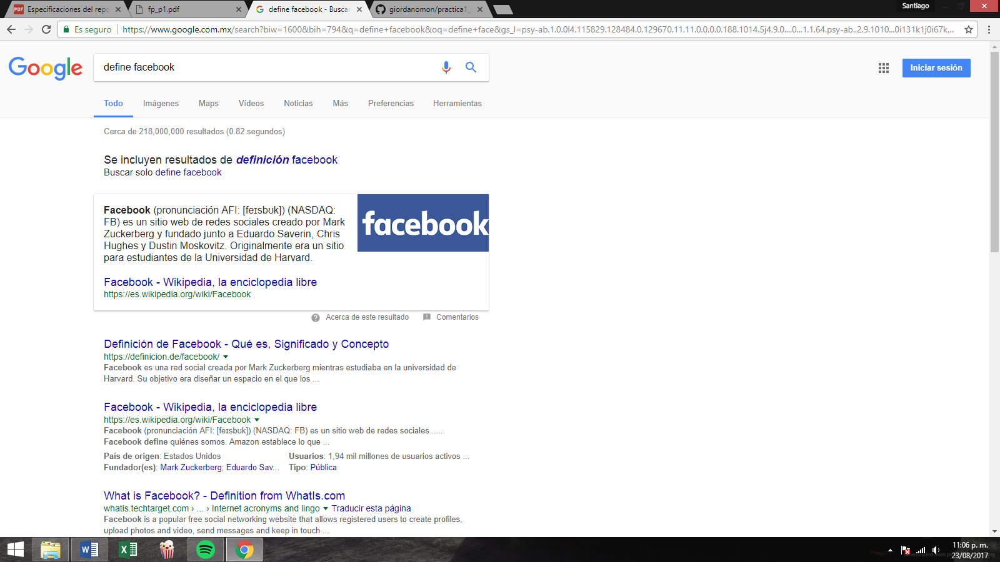 Especificaciones del repo
fp_p1.pdf
define facebook - Buscar
giordanomon/practica1_
Santiago
Es seguro
https://www.google.com.mx/search?biw=1600&bih=794&q=define+facebook&oq=define+face&gs_l=psy-ab.1.0.0l4.115829.128484.0.129670.11.11.0.0.0.0.188.1014.5j4.9.0....0...1.1.64.psy-ab..2.9.1010...0i131k1j0i67k...
Google
define facebook
Iniciar sesión
Todo Imágenes Maps Vídeos Noticias Más Preferencias Herramientas
Cerca de 218,000,000 resultados (0.82 segundos)
Se incluyen resultados de definición facebook
Buscar solo define facebook
Facebook (pronunciación AFI: [feɪsbʊk]) (NASDAQ:
FB) es un sitio web de redes sociales creado por Mark
Zuckerberg y fundado junto a Eduardo Saverin, Chris
Hughes y Dustin Moskovitz. Originalmente era un sitio
para estudiantes de la Universidad de Harvard.
facebook
Facebook - Wikipedia, la enciclopedia libre
https://es.wikipedia.org/wiki/Facebook
Acerca de este resultado Comentarios
Definición de Facebook - Qué es, Significado y Concepto
https://definicion.de/facebook/
Facebook es una red social creada por Mark Zuckerberg mientras estudiaba en la universidad de
Harvard. Su objetivo era diseñar un espacio en el que los ...
Facebook - Wikipedia, la enciclopedia libre
https://es.wikipedia.org/wiki/Facebook
Facebook (pronunciación AFI: [feɪsbʊk]) (NASDAQ: FB) es un sitio web de redes sociales .....
Facebook define quiénes somos. Amazon establece lo que ...
País de origen: Estados Unidos Usuarios: 1,94 mil millones de usuarios activos ...
Fundador(es): Mark Zuckerberg; Eduardo Sav... Tipo: Pública
What is Facebook? - Definition from WhatIs.com
whatis.techtarget.com › ... › Internet acronyms and lingo Traducir esta página
Facebook is a popular free social networking website that allows registered users to create profiles,
upload photos and video, send messages and keep in touch ...
11:06 p. m.
23/08/2017